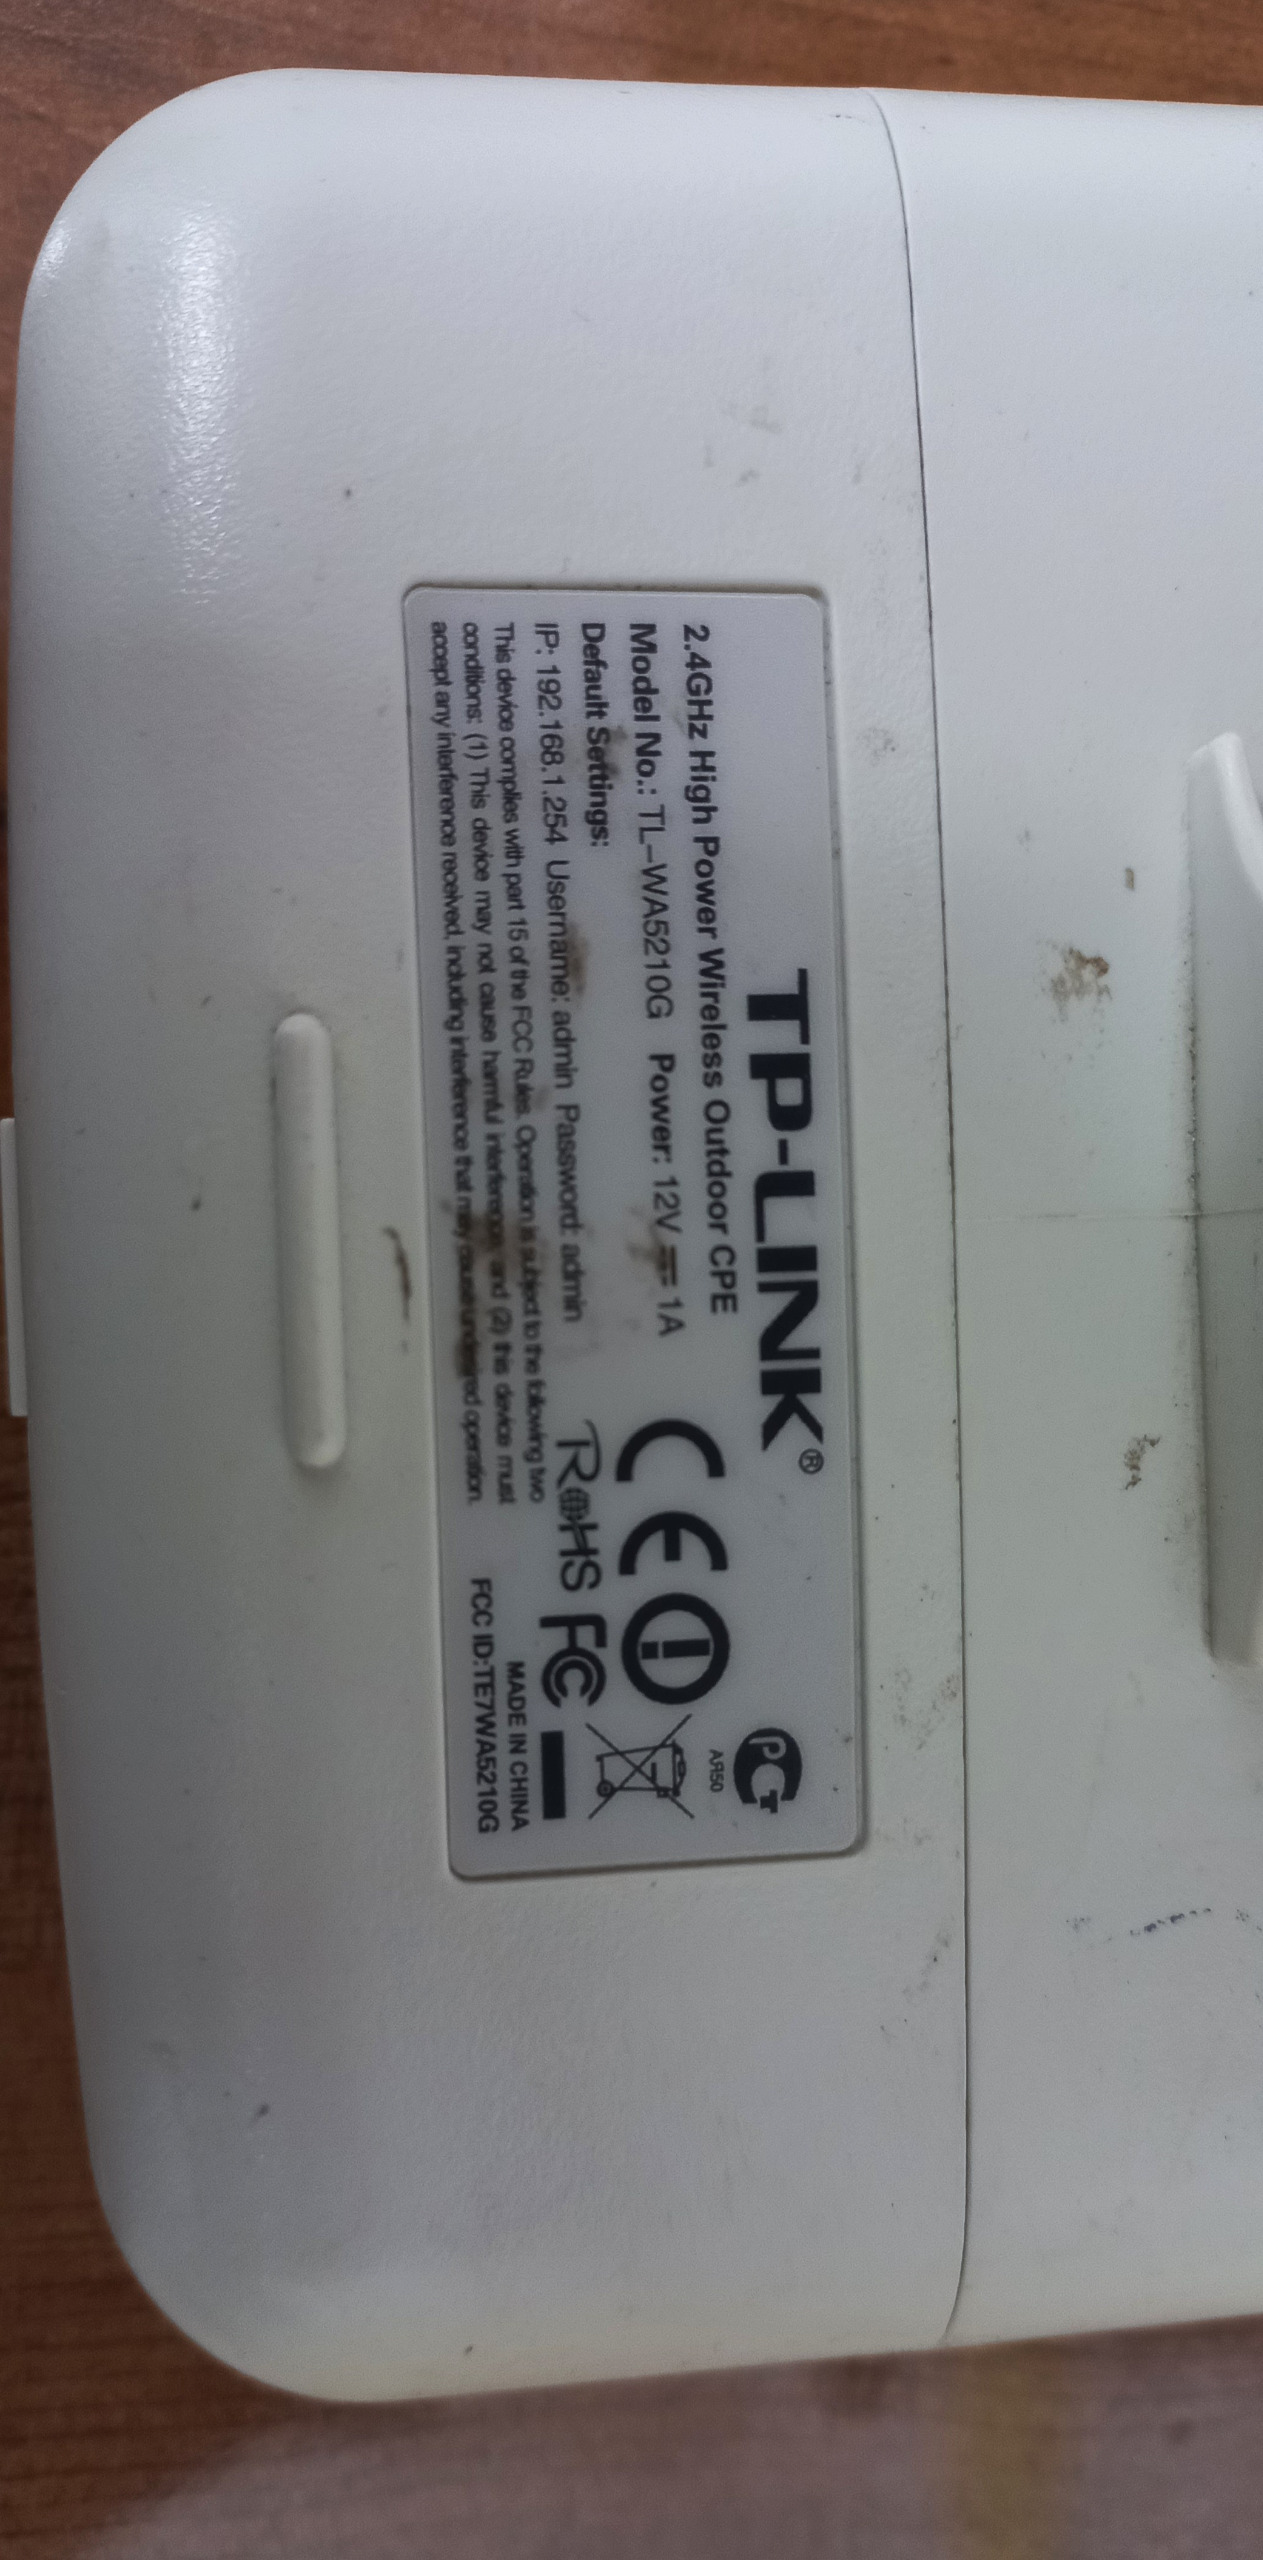 TP-LINK®
2.4GHz High Power Wireless Outdoor CPE
Model No.: TL-WA5210G Power: 12V⎓1A
Default Settings:
IP: 192.168.1.254 Username: admin Password: admin
This device complies with part 15 of the FCC Rules. Operation is subject to the following two
conditions: (1) This device may not cause harmful interference, and (2) this device must
accept any interference received, including interference that may cause undesired operation.
CE
RoHS FC
РСТ
АЯ50
MADE IN CHINA
FCC ID:TE7WA5210G